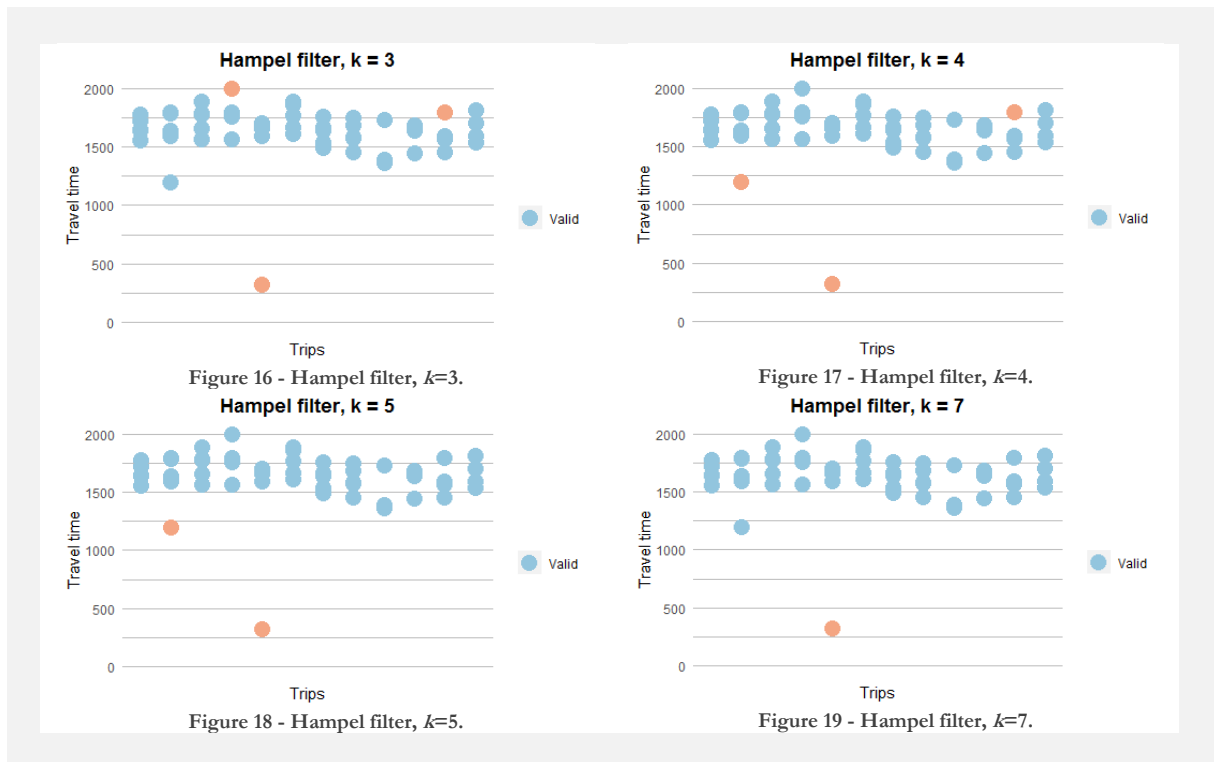 Hampel filter, k = 3
2000
1500
1000
500
0
Travel time
Trips
Valid
Figure 16 - Hampel filter, k=3.
Hampel filter, k = 4
2000
1500
1000
500
0
Travel time
Trips
Valid
Figure 17 - Hampel filter, k=4.
Hampel filter, k = 5
2000
1500
1000
500
0
Travel time
Trips
Valid
Figure 18 - Hampel filter, k=5.
Hampel filter, k = 7
2000
1500
1000
500
0
Travel time
Trips
Valid
Figure 19 - Hampel filter, k=7.